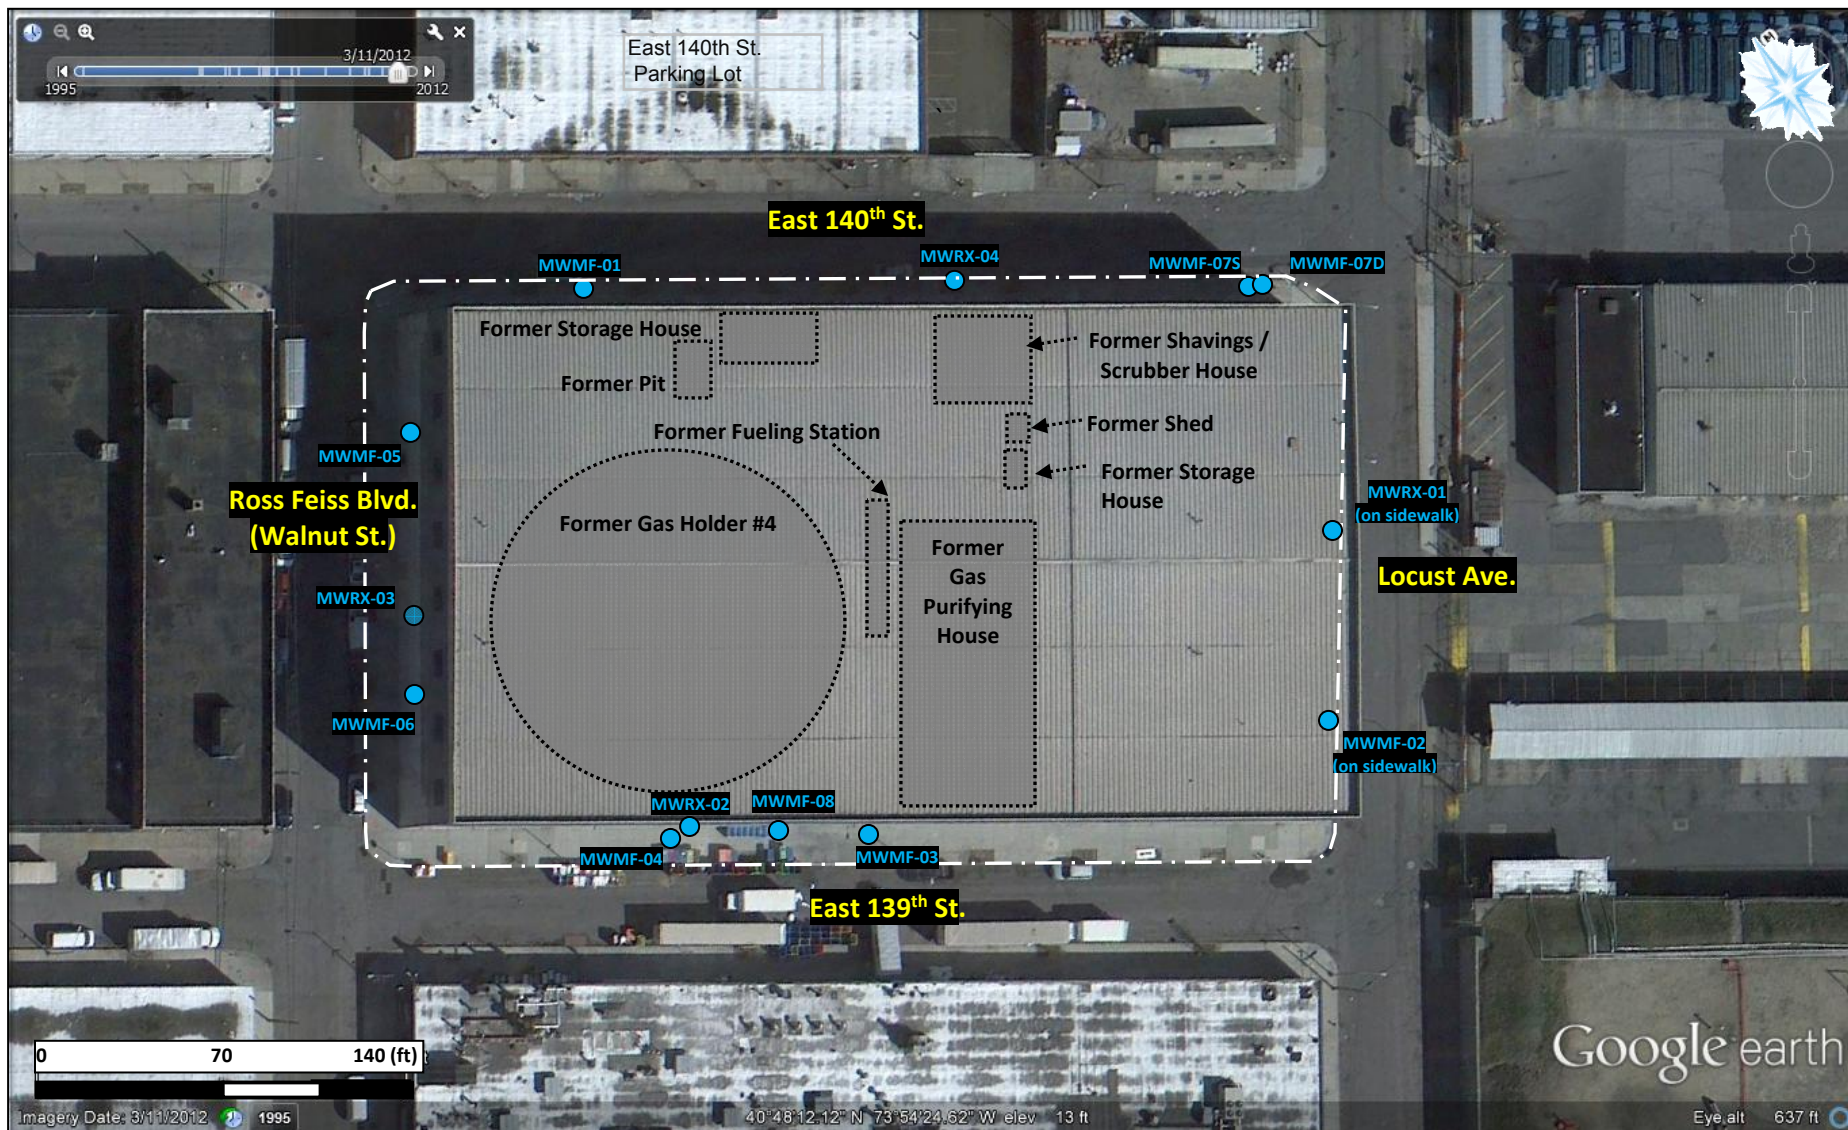 3/11/2012
1995
2012
East 140th St.
Parking Lot
N
East 140th St.
MWMF-01
MWRX-04
MWMF-07S
MWMF-07D
Former Storage House
Former Pit
Former Shavings /
Scrubber House
Former Shed
Former Fueling Station
Former Storage
House
MWMF-05
Ross Feiss Blvd.
(Walnut St.)
Former Gas Holder #4
Former
Gas
Purifying
House
MWRX-01
(on sidewalk)
Locust Ave.
MWRX-03
MWMF-06
MWMF-02
(on sidewalk)
MWRX-02
MWMF-08
MWMF-04
MWMF-03
East 139th St.
0 70 140 (ft)
Google earth
Imagery Date: 3/11/2012 1995
40°48'12.12" N 73°54'24.62" W elev 13 ft
Eye alt 637 ft